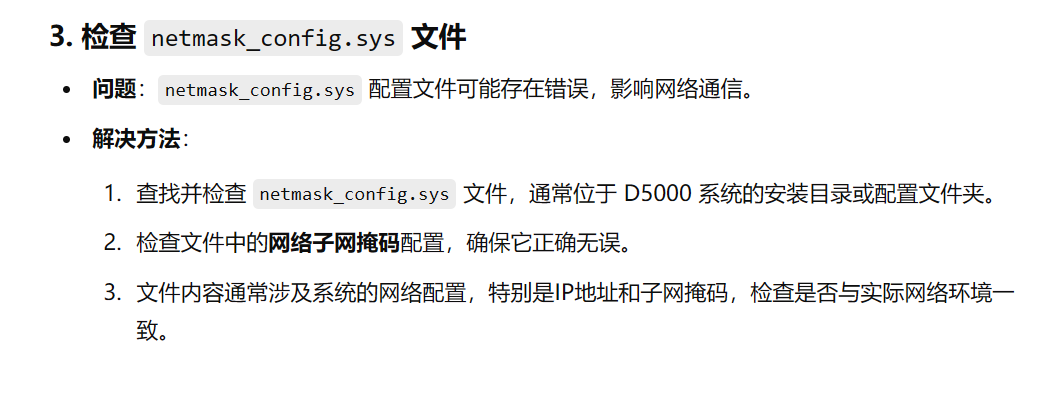 3. 检查 netmask_config.sys 文件
• 问题：netmask_config.sys 配置文件可能存在错误，影响网络通信。
• 解决方法：
1. 查找并检查 netmask_config.sys 文件，通常位于 D5000 系统的安装目录或配置文件夹。
2. 检查文件中的网络子网掩码配置，确保它正确无误。
3. 文件内容通常涉及系统的网络配置，特别是IP地址和子网掩码，检查是否与实际网络环境一
致。